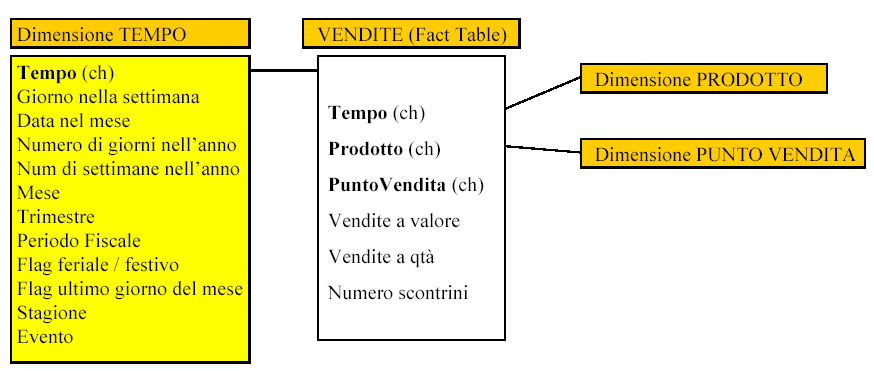 Dimensione TEMPO
Tempo (ch)
Giorno nella settimana
Data nel mese
Numero di giorni nell'anno
Num di settimane nell'anno
Mese
Trimestre
Periodo Fiscale
Flag feriale / festivo
Flag ultimo giorno del mese
Stagione
Evento
VENDITE (Fact Table)
Tempo (ch)
Prodotto (ch)
PuntoVendita (ch)
Vendite a valore
Vendite a qtà
Numero scontrini
Dimensione PRODOTTO
Dimensione PUNTO VENDITA